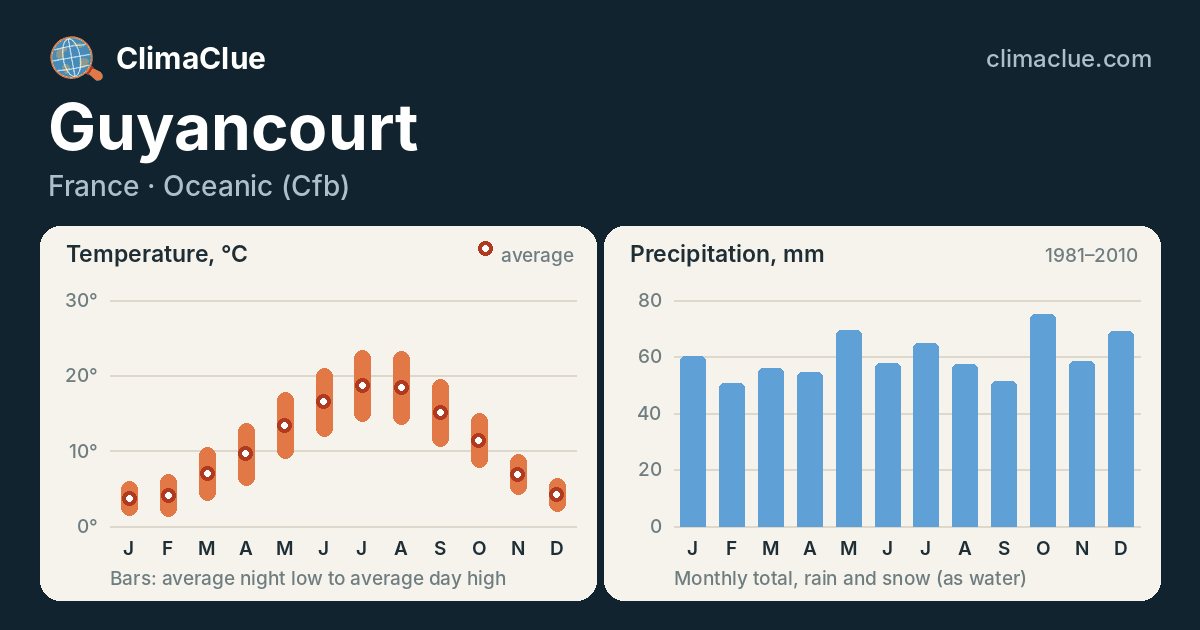 ClimaClue
climaclue.com
Guyancourt
France · Oceanic (Cfb)
Temperature, °C
average
30°
20°
10°
0°
J F M A M J J A S O N D
Bars: average night low to average day high
Precipitation, mm
1981–2010
80
60
40
20
0
J F M A M J J A S O N D
Monthly total, rain and snow (as water)